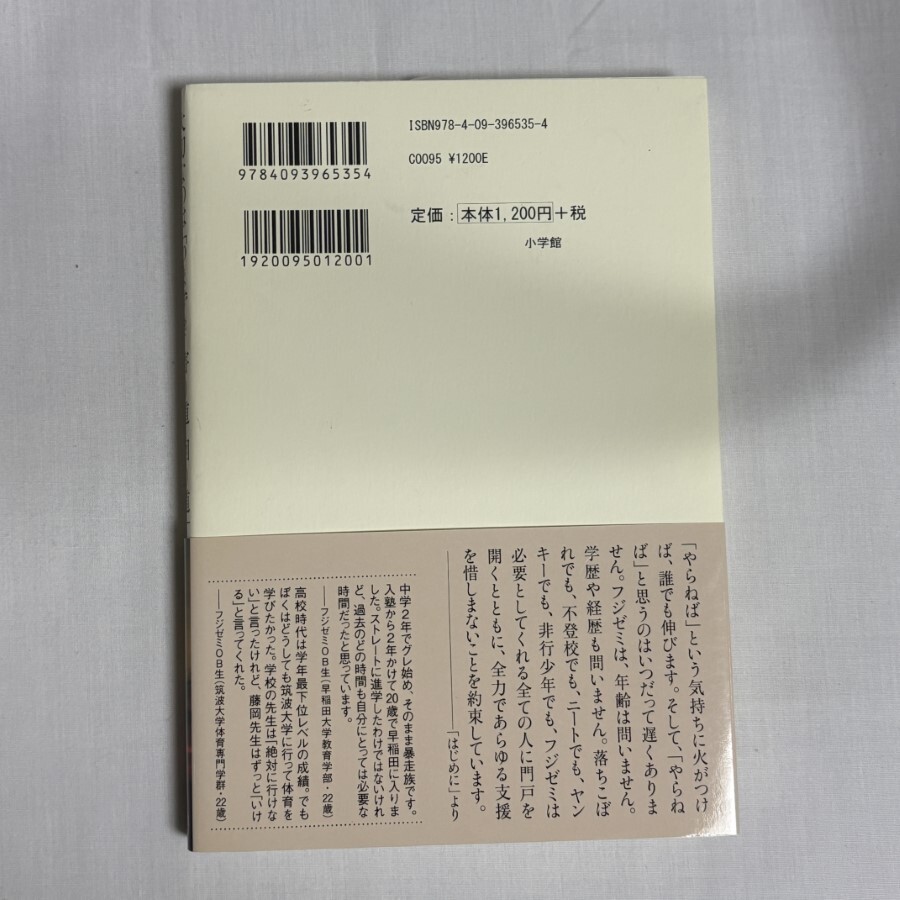 ISBN978-4-09-396535-4
C0095 ¥1200E
定価：本体1,200円＋税
小学館
9784093965354
1920095012001
「やらねば」という気持ちに火がつけ
ば、誰でも伸びます。そして、「やらね
ば」と思うのはいつだって遅くありま
せん。フジゼミは、年齢は問いません。
学歴や経歴も問いません。落ちこぼ
れでも、不登校でも、ニートでも、ヤン
キーでも、非行少年でも、フジゼミは
必要としてくれる全ての人に門戸を
開くとともに、全力であらゆる支援
を惜しまないことを約束しています。
――「はじめに」より
中学２年でグレ始め、そのまま暴走族です。
入塾から２年かけて20歳で早稲田に入りま
した。ストレートに進学したわけではないけれ
ど、過去のどの時間も自分にとっては必要な
時間だったと思っています。
――フジゼミＯＢ生（早稲田大学教育学部・22歳）
高校時代は学年最下位レベルの成績。でも
ぼくはどうしても筑波大学に行って体育を
学びたかった。学校の先生は「絶対に行けな
い」と言ったけれど、藤岡先生はずっと「いけ
る」と言ってくれた。
――フジゼミＯＢ生（筑波大学体育専門学群・22歳）